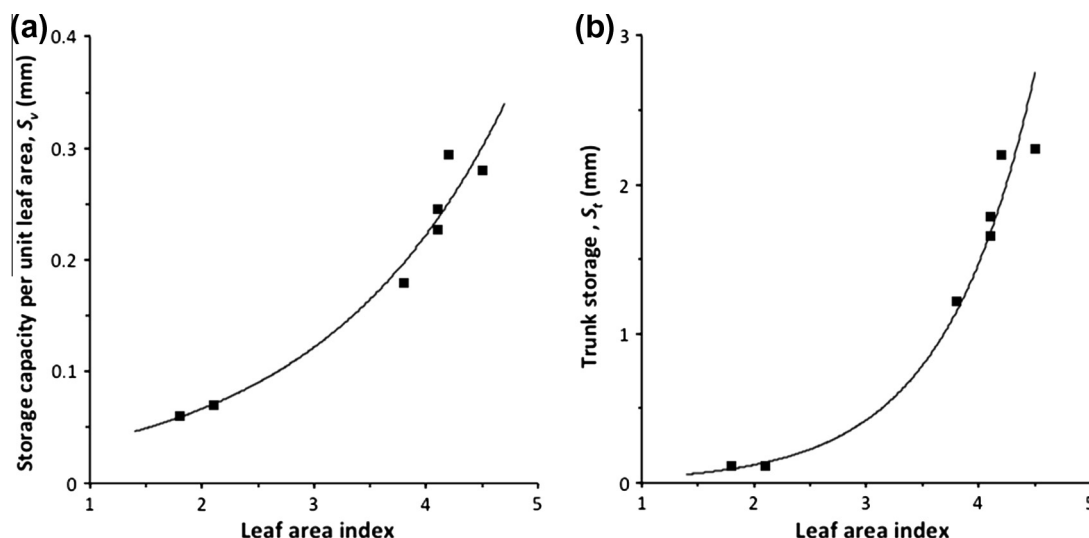 (a)
0.4
0.3
0.2
0.1
0
1 2 3 4 5
Storage capacity per unit leaf area, Sv (mm)
Leaf area index
(b)
3
2
1
0
1 2 3 4 5
Trunk storage , St (mm)
Leaf area index